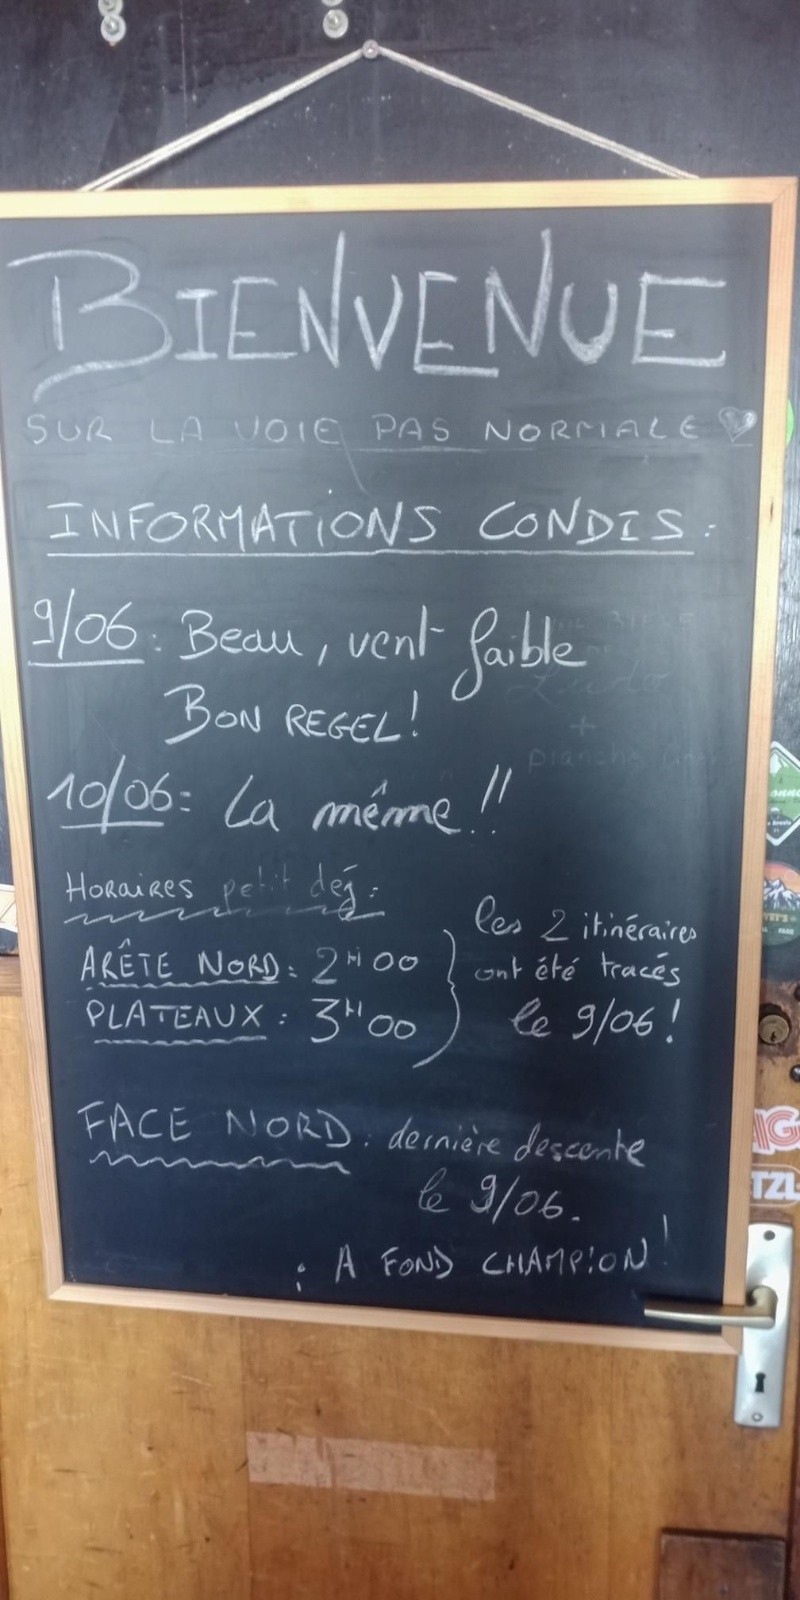 BIENVENUE
SUR LA VOIE PAS NORMALE
INFORMATIONS CONDIS :
9/06 : Beau, vent faible
BON REGEL !
10/06 : La même !!
HORAIRES petit dég :
ARÊTE NORD : 2H00
PLATEAUX : 3H00
les 2 itinéraires
ont été tracés
le 9/06 !
FACE NORD : dernière descente
le 9/06.
: A FOND CHAMPION !